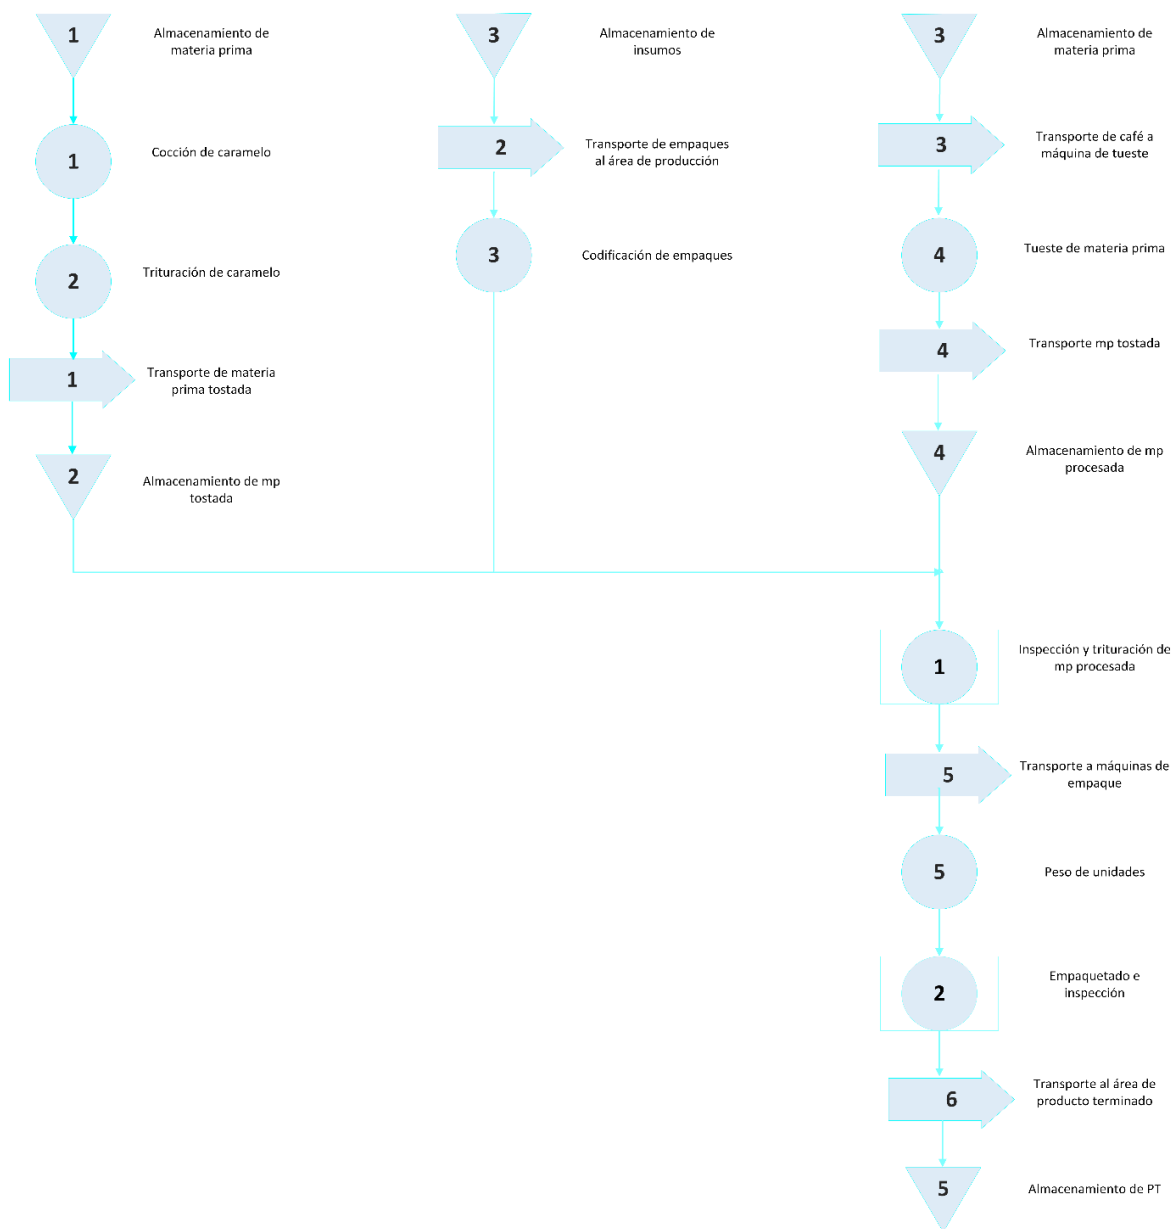 1
Almacenamiento de
materia prima
1
Cocción de caramelo
2
Trituración de caramelo
1
Transporte de materia
prima tostada
2
Almacenamiento de mp
tostada
3
Almacenamiento de
insumos
2
Transporte de empaques
al área de producción
3
Codificación de empaques
3
Almacenamiento de
materia prima
3
Transporte de café a
máquina de tueste
4
Tueste de materia prima
4
Transporte mp tostada
4
Almacenamiento de mp
procesada
1
Inspección y trituración de
mp procesada
5
Transporte a máquinas de
empaque
5
Peso de unidades
2
Empaquetado e
inspección
6
Transporte al área de
producto terminado
5
Almacenamiento de PT